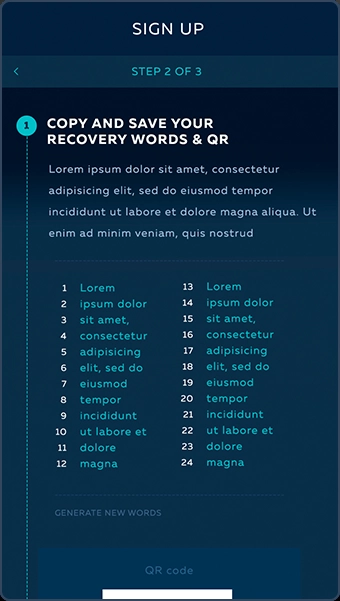 SIGN UP
STEP 2 OF 3
1 COPY AND SAVE YOUR
RECOVERY WORDS & QR
Lorem ipsum dolor sit amet, consectetur
adipisicing elit, sed do eiusmod tempor
incididunt ut labore et dolore magna aliqua. Ut
enim ad minim veniam, quis nostrud
1 Lorem
2 ipsum dolor
3 sit amet,
4 consectetur
5 adipisicing
6 elit, sed do
7 eiusmod
8 tempor
9 incididunt
10 ut labore et
11 dolore
12 magna
13 Lorem
14 ipsum dolor
15 sit amet,
16 consectetur
17 adipisicing
18 elit, sed do
19 eiusmod
20 tempor
21 incididunt
22 ut labore et
23 dolore
24 magna
GENERATE NEW WORDS
QR code